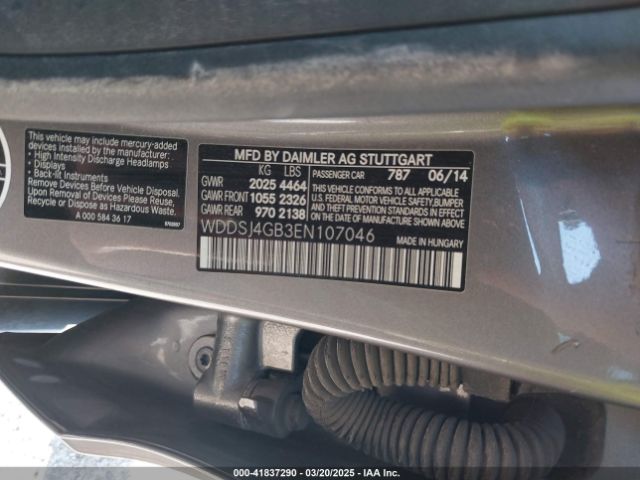 This vehicle may include mercury-added
devices installed by the manufacturer:
- High Intensity Discharge Headlamps
- Displays
- Back-lit Instruments
Remove Devices Before Vehicle Disposal.
Upon Removal of Devices Please Reuse,
Recycle or Dispose as Hazardous Waste.
A 000 584 36 17
MFD BY DAIMLER AG STUTTGART
KG LBS
GVWR 2025 4464
GAWR FRONT 1055 2326
GAWR REAR 970 2138
PASSENGER CAR 787 06/14
THIS VEHICLE CONFORMS TO ALL APPLICABLE
U.S. FEDERAL MOTOR VEHICLE SAFETY, BUMPER
AND THEFT PREVENTION STANDARDS IN EFFECT
ON THE DATE OF MANUFACTURE SHOWN ABOVE.
WDDSJ4GB3EN107046
MADE IN HUNGARY
000-41837290 - 03/20/2025 - IAA Inc.